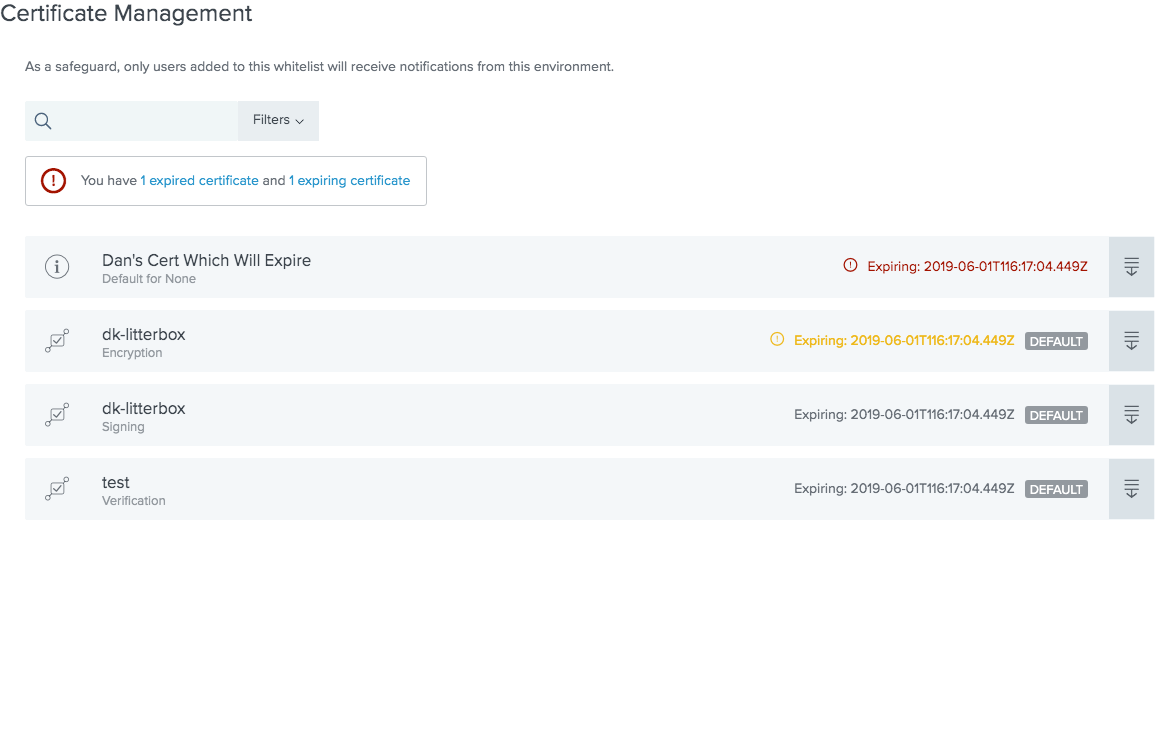 Certificate Management
As a safeguard, only users added to this whitelist will receive notifications from this environment.
Filters
You have 1 expired certificate and 1 expiring certificate
Dan's Cert Which Will Expire
Default for None
Expiring: 2019-06-01T116:17:04.449Z
dk-litterbox
Encryption
Expiring: 2019-06-01T116:17:04.449Z DEFAULT
dk-litterbox
Signing
Expiring: 2019-06-01T116:17:04.449Z DEFAULT
test
Verification
Expiring: 2019-06-01T116:17:04.449Z DEFAULT